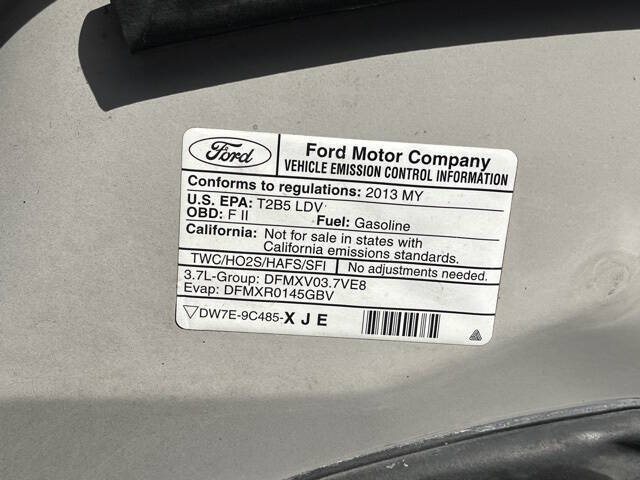 Ford
Ford Motor Company
VEHICLE EMISSION CONTROL INFORMATION
Conforms to regulations: 2013 MY
U.S. EPA: T2B5 LDV
OBD: F II Fuel: Gasoline
California: Not for sale in states with
California emissions standards.
TWC/HO2S/HAFS/SFI No adjustments needed.
3.7L-Group: DFMXV03.7VE8
Evap: DFMXR0145GBV
DW7E-9C485-XJE